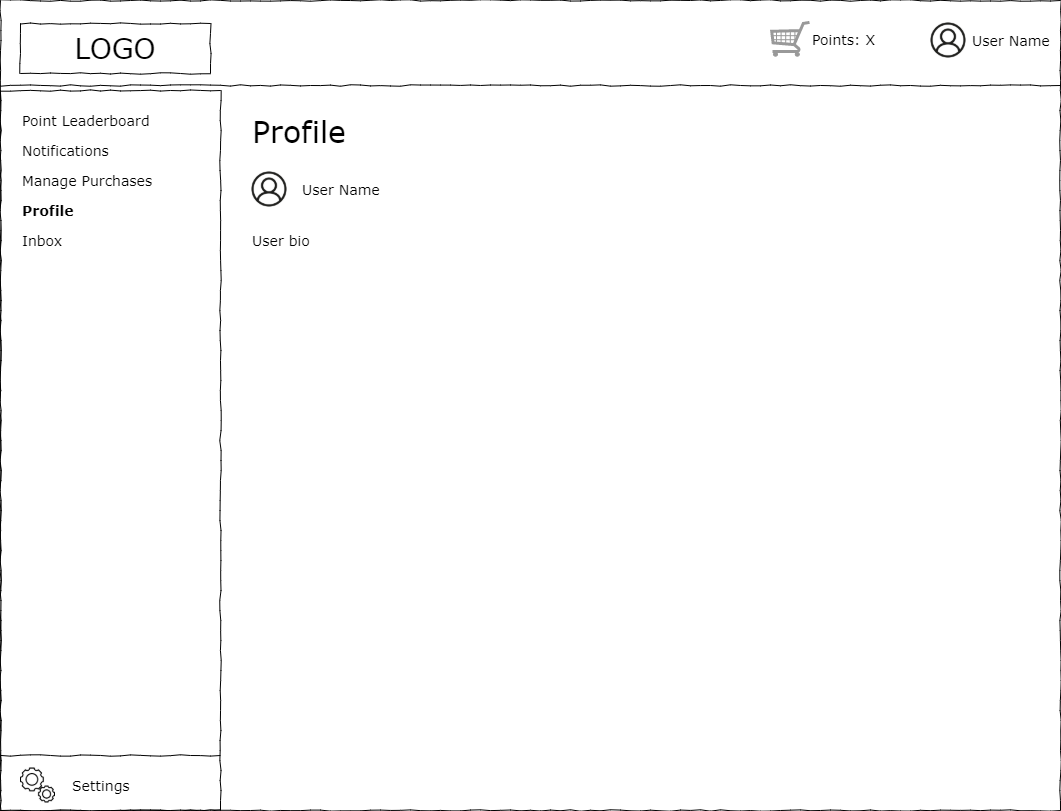 LOGO
Points: X
User Name
Point Leaderboard
Notifications
Manage Purchases
Profile
Inbox
Settings
Profile
User Name
User bio